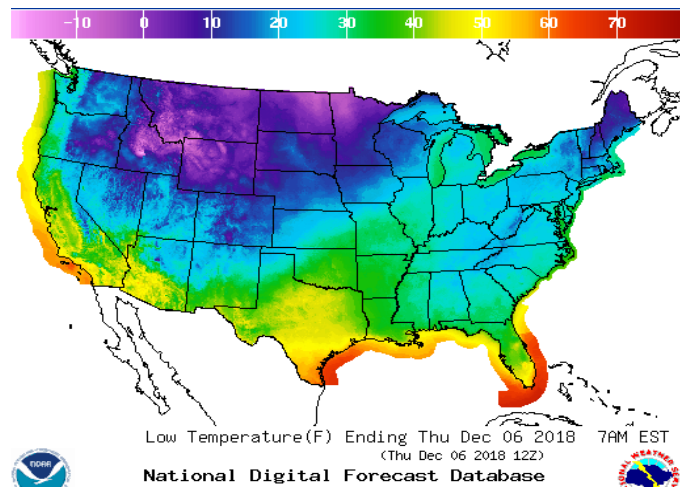 -10 0 10 20 30 40 50 60 70
Low Temperature(F) Ending Thu Dec 06 2018 7AM EST
(Thu Dec 06 2018 12Z)
National Digital Forecast Database
NOAA